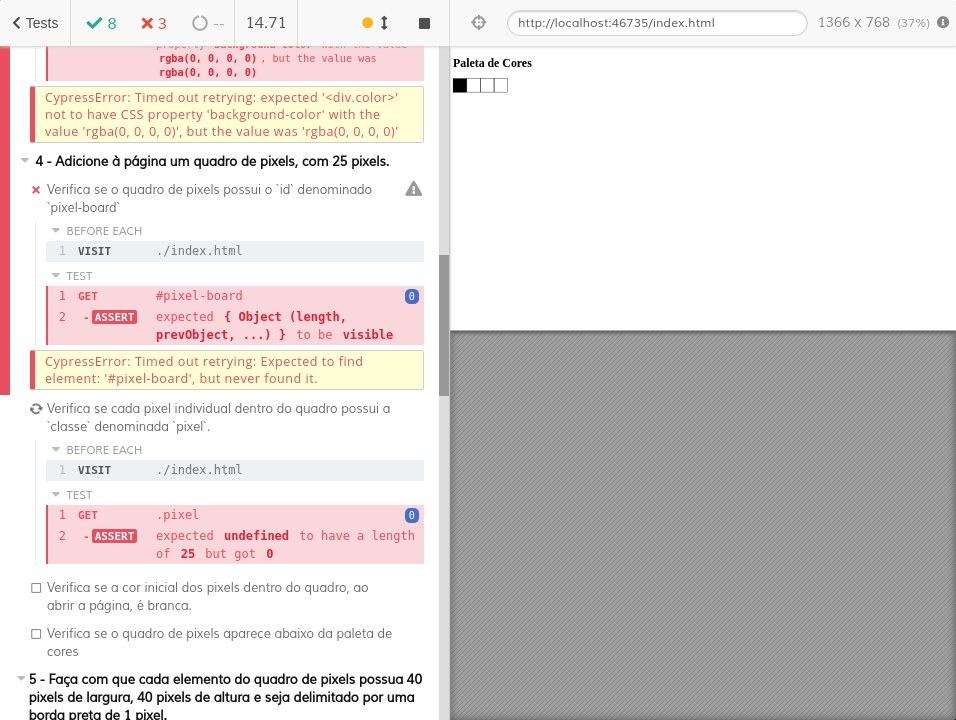 Tests
8
3
--
14.71
http://localhost:46735/index.html
1366 x 768 (37%)
property background-color with the value
rgba(0, 0, 0, 0), but the value was
rgba(0, 0, 0, 0)
CypressError: Timed out retrying: expected '<div.color>'
not to have CSS property 'background-color' with the
value 'rgba(0, 0, 0, 0)', but the value was 'rgba(0, 0, 0, 0)'
4 - Adicione à página um quadro de pixels, com 25 pixels.
Verifica se o quadro de pixels possui o `id` denominado
`pixel-board`
BEFORE EACH
1 VISIT ./index.html
TEST
1 GET #pixel-board 0
2 -ASSERT expected { Object (length,
prevObject, ...) } to be visible
CypressError: Timed out retrying: Expected to find
element: '#pixel-board', but never found it.
Verifica se cada pixel individual dentro do quadro possui a
`classe` denominada `pixel`.
BEFORE EACH
1 VISIT ./index.html
TEST
1 GET .pixel 0
2 -ASSERT expected undefined to have a length
of 25 but got 0
Verifica se a cor inicial dos pixels dentro do quadro, ao
abrir a página, é branca.
Verifica se o quadro de pixels aparece abaixo da paleta de
cores
5 - Faça com que cada elemento do quadro de pixels possua 40
pixels de largura, 40 pixels de altura e seja delimitado por uma
borda preta de 1 pixel.
Paleta de Cores